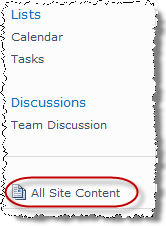 Lists
Calendar
Tasks
Discussions
Team Discussion
All Site Content